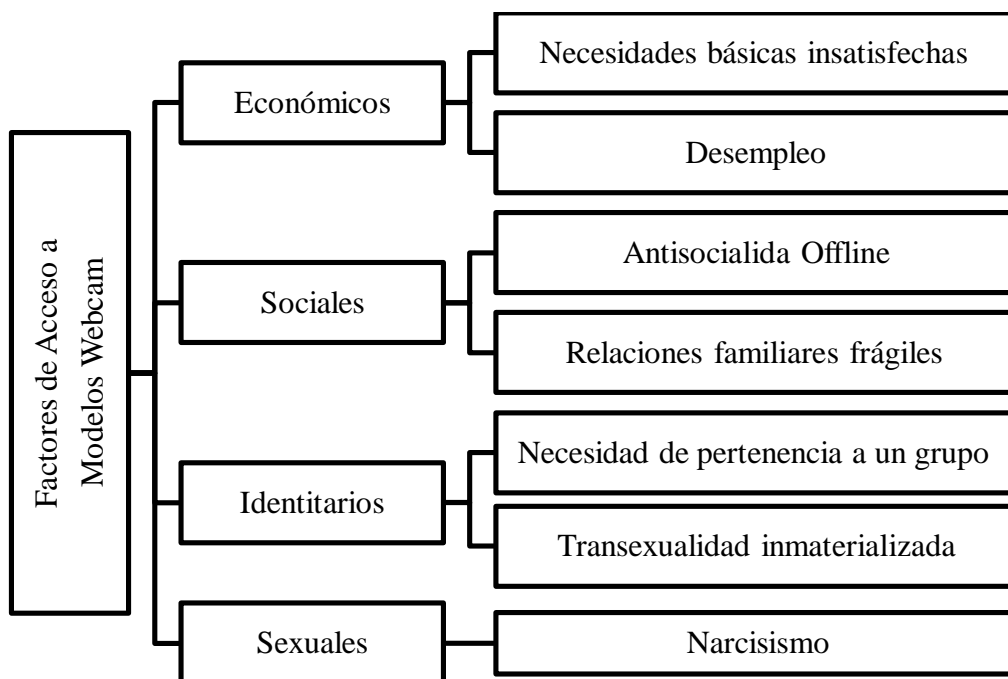 Factores de Acceso a
Modelos Webcam
Económicos
Necesidades básicas insatisfechas
Desempleo
Sociales
Antisocialida Offline
Relaciones familiares frágiles
Identitarios
Necesidad de pertenencia a un grupo
Transexualidad inmaterializada
Sexuales
Narcisismo